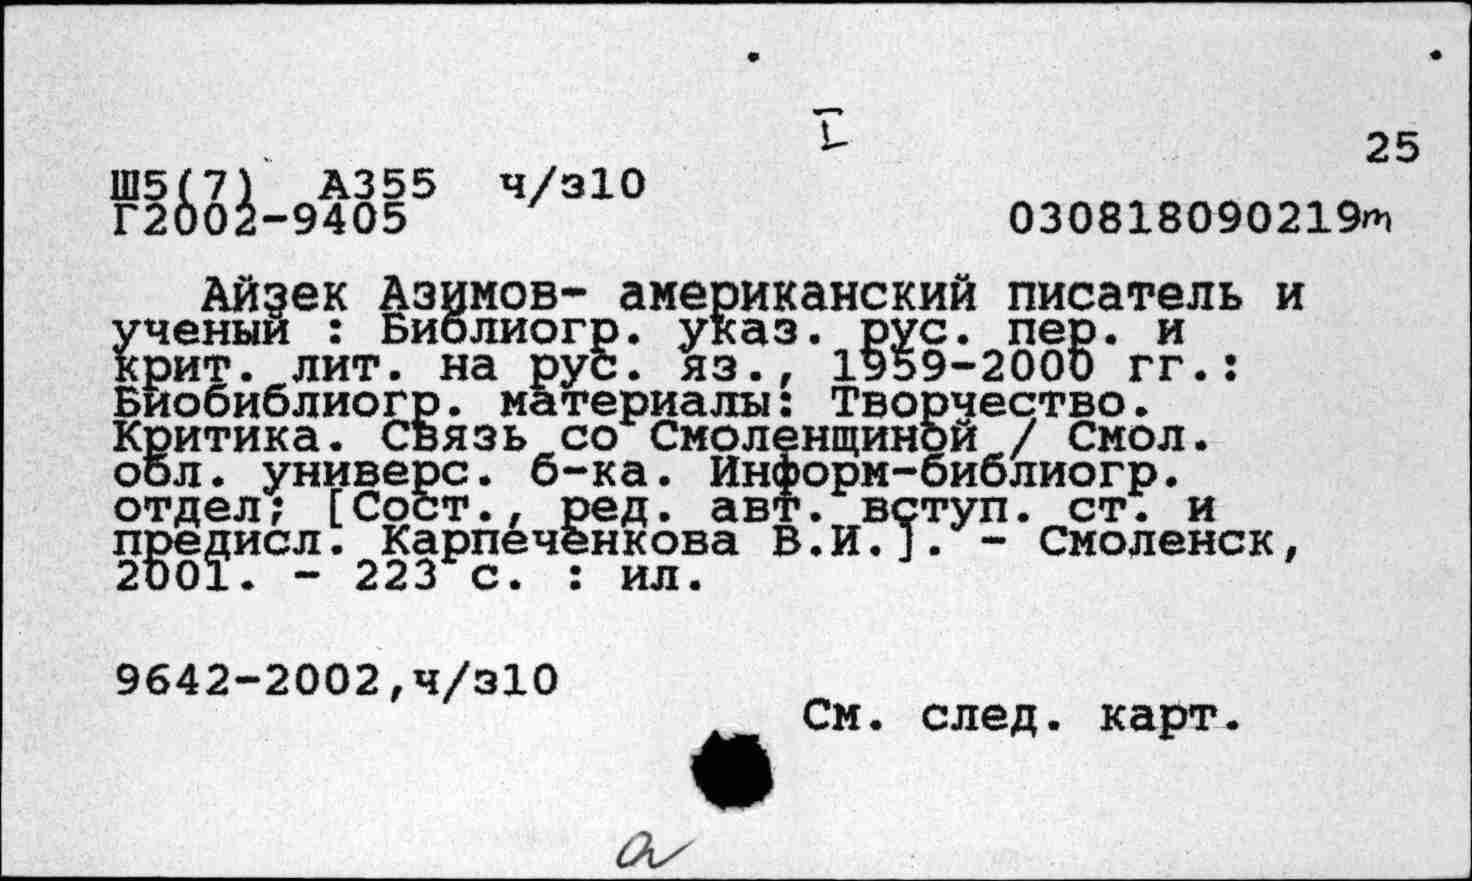 I
25
Ш5(7) А355 ч/з10
Г2002-9405 030818090219m
Айзек Азимов- американский писатель и
ученый : Библиогр. указ. рус. пер. и
крит. лит. на рус. яз., 1959-2000 гг.:
Биобиблиогр. материалы: Творчество.
Критика. Связь со Смоленщиной / Смол.
обл. универс. б-ка. Информ-библиогр.
отдел; [Сост., ред. авт. вступ. ст. и
предисл. Карпеченкова В.И.]. - Смоленск,
2001. - 223 с. : ил.
9642-2002,ч/з10
См. след. карт.
а